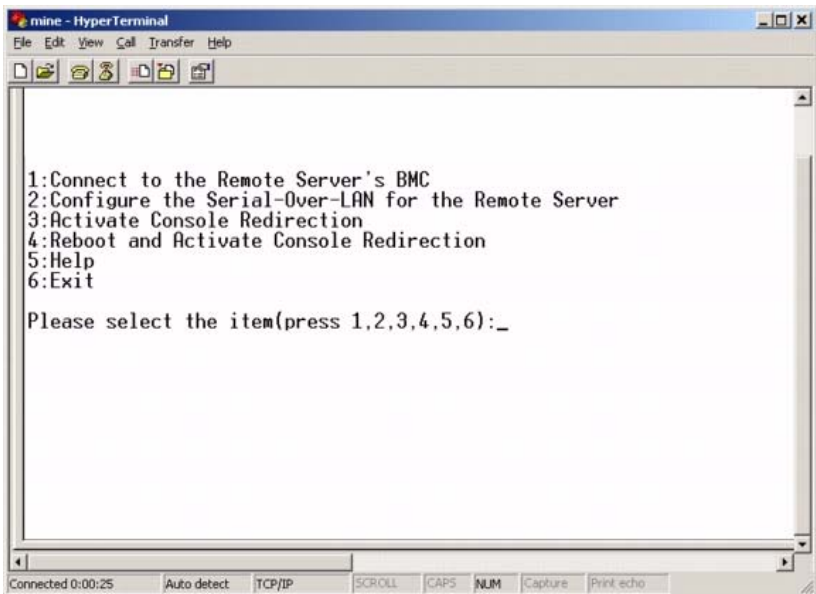 mine - HyperTerminal
File Edit View Call Transfer Help
1:Connect to the Remote Server's BMC
2:Configure the Serial-Over-LAN for the Remote Server
3:Activate Console Redirection
4:Reboot and Activate Console Redirection
5:Help
6:Exit
Please select the item(press 1,2,3,4,5,6):_
Connected 0:00:25 Auto detect TCP/IP SCROLL CAPS NUM Capture Print echo